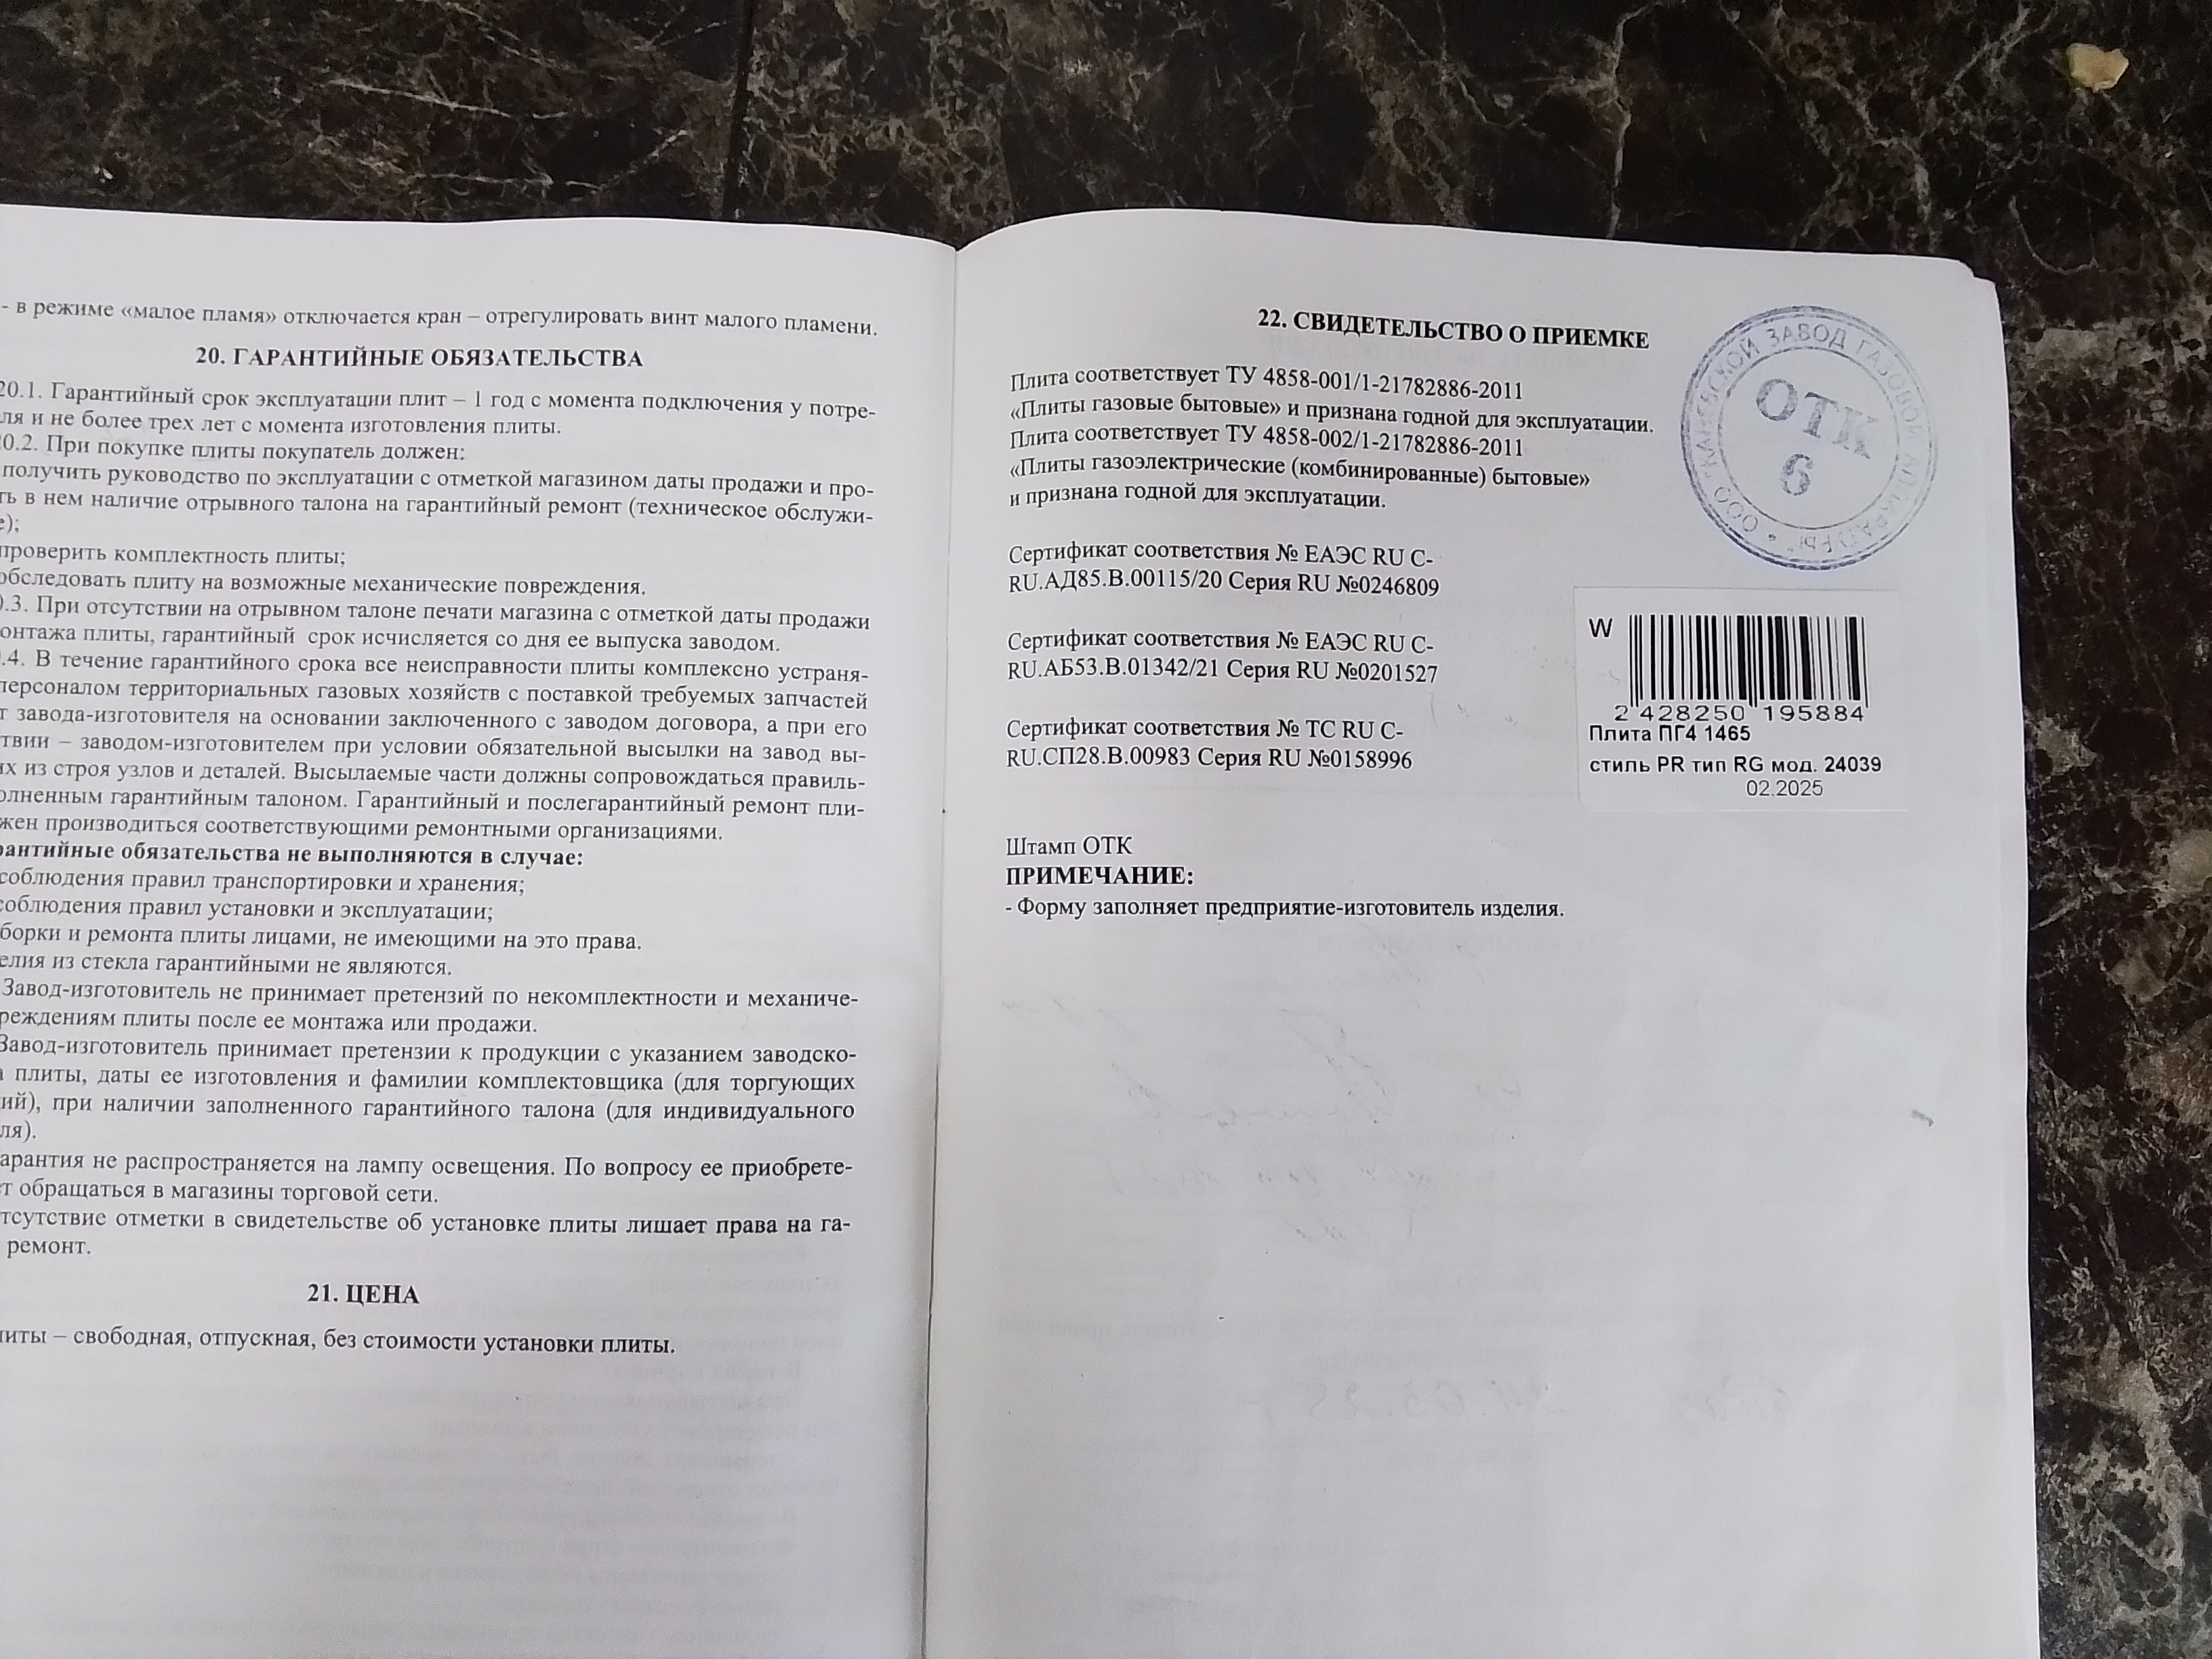 - в режиме «малое пламя» отключается кран – отрегулировать винт малого пламени.
20. ГАРАНТИЙНЫЕ ОБЯЗАТЕЛЬСТВА
20.1. Гарантийный срок эксплуатации плит – 1 год с момента подключения у потре-
ля и не более трех лет с момента изготовления плиты.
0.2. При покупке плиты покупатель должен:
получить руководство по эксплуатации с отметкой магазином даты продажи и про-
ть в нем наличие отрывного талона на гарантийный ремонт (техническое обслужи-
е);
проверить комплектность плиты;
обследовать плиту на возможные механические повреждения.
0.3. При отсутствии на отрывном талоне печати магазина с отметкой даты продажи
онтажа плиты, гарантийный срок исчисляется со дня ее выпуска заводом.
.4. В течение гарантийного срока все неисправности плиты комплексно устраня-
персоналом территориальных газовых хозяйств с поставкой требуемых запчастей
т завода-изготовителя на основании заключенного с заводом договора, а при его
твии – заводом-изготовителем при условии обязательной высылки на завод вы-
их из строя узлов и деталей. Высылаемые части должны сопровождаться правиль-
олненным гарантийным талоном. Гарантийный и послегарантийный ремонт пли-
жен производиться соответствующими ремонтными организациями.
рантийные обязательства не выполняются в случае:
соблюдения правил транспортировки и хранения;
соблюдения правил установки и эксплуатации;
борки и ремонта плиты лицами, не имеющими на это права.
елия из стекла гарантийными не являются.
Завод-изготовитель не принимает претензий по некомплектности и механиче-
реждениям плиты после ее монтажа или продажи.
Завод-изготовитель принимает претензии к продукции с указанием заводско-
а плиты, даты ее изготовления и фамилии комплектовщика (для торгующих
ий), при наличии заполненного гарантийного талона (для индивидуального
ля).
арантия не распространяется на лампу освещения. По вопросу ее приобрете-
т обращаться в магазины торговой сети.
тсутствие отметки в свидетельстве об установке плиты лишает права на га-
ремонт.
21. ЦЕНА
литы – свободная, отпускная, без стоимости установки плиты.
22. СВИДЕТЕЛЬСТВО О ПРИЕМКЕ
Плита соответствует ТУ 4858-001/1-21782886-2011
«Плиты газовые бытовые» и признана годной для эксплуатации.
Плита соответствует ТУ 4858-002/1-21782886-2011
«Плиты газоэлектрические (комбинированные) бытовые»
и признана годной для эксплуатации.
ООО "КАНЕВСКОЙ ЗАВОД ГАЗОВОЙ АППАРАТУРЫ"
ОТК
6
Сертификат соответствия № ЕАЭС RU C-
RU.АД85.В.00115/20 Серия RU №0246809
Сертификат соответствия № ЕАЭС RU C-
RU.АБ53.В.01342/21 Серия RU №0201527
Сертификат соответствия № ТС RU C-
RU.СП28.В.00983 Серия RU №0158996
W
2 428250 195884
Плита ПГ4 1465
стиль PR тип RG мод. 24039
02.2025
Штамп ОТК
ПРИМЕЧАНИЕ:
- Форму заполняет предприятие-изготовитель изделия.